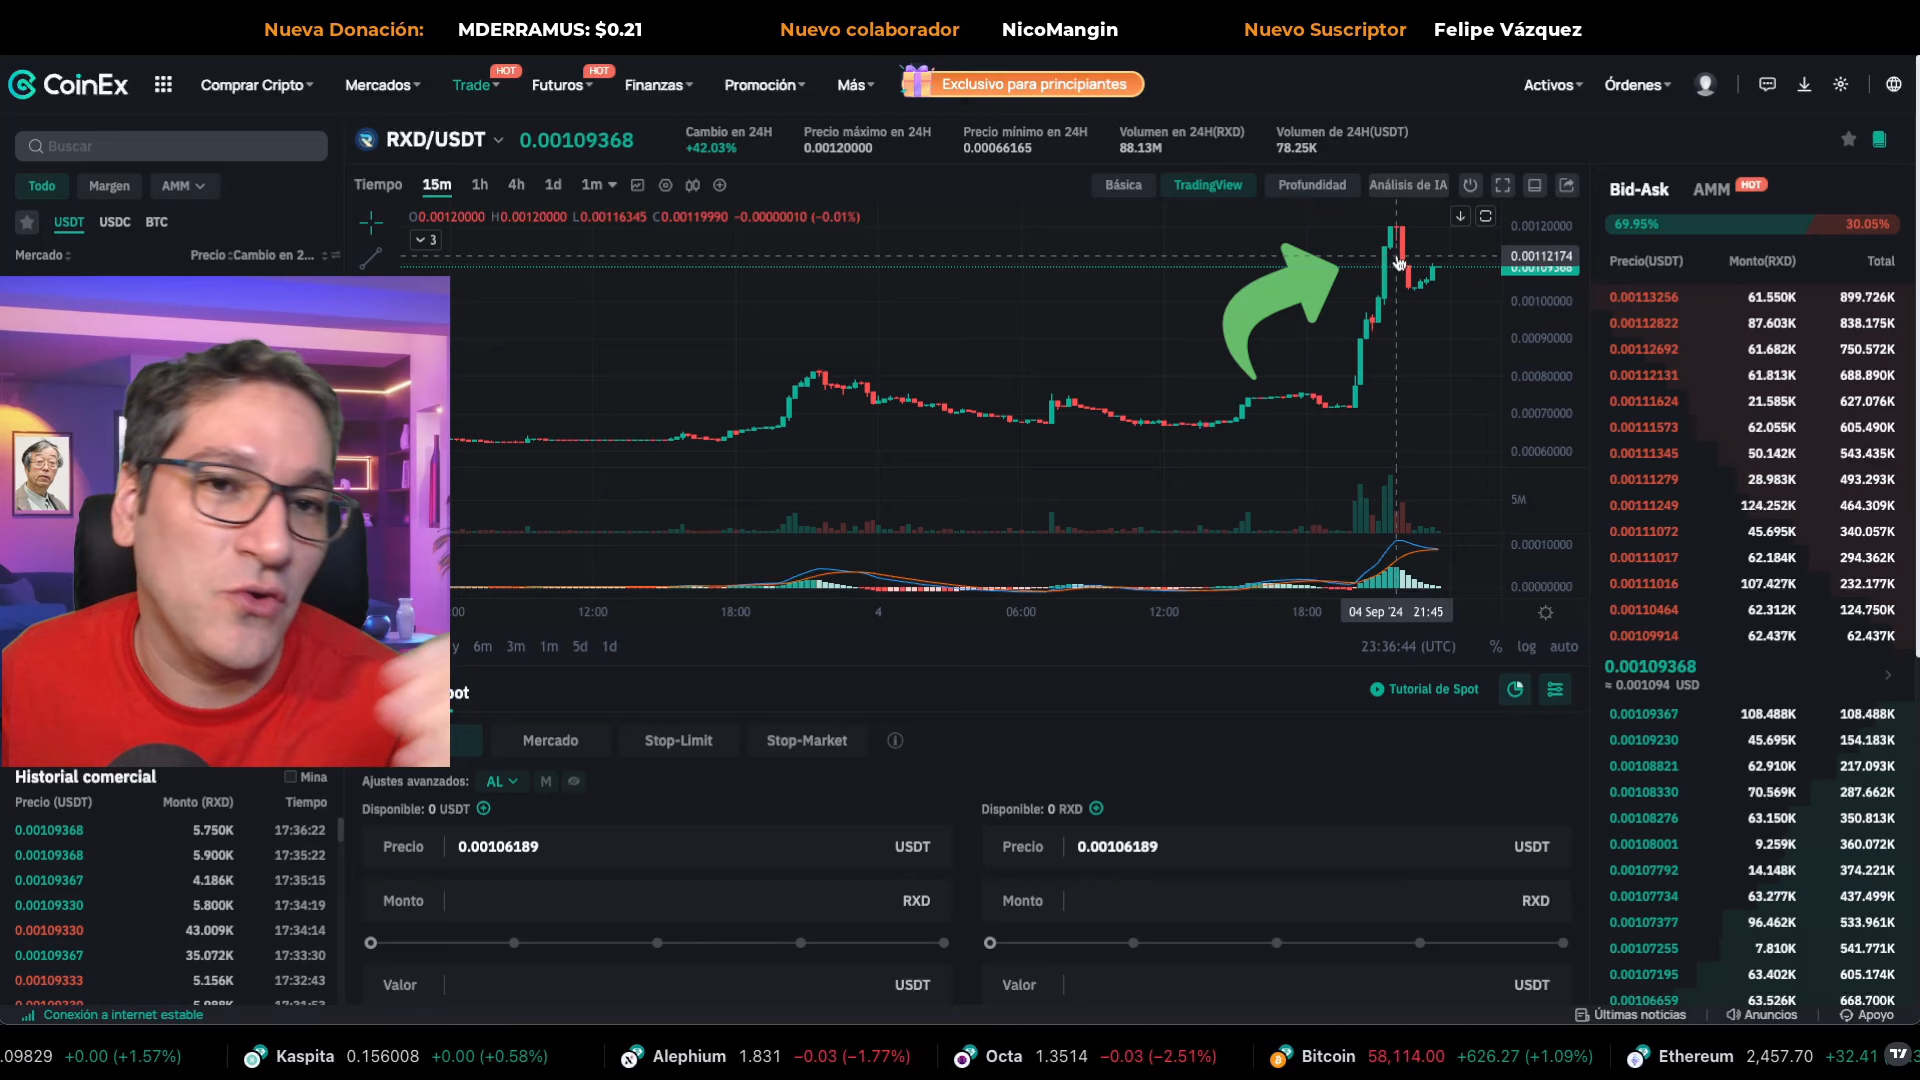 Nueva Donación: MDERRAMUS: $0.21 Nuevo colaborador NicoMangin Nuevo Suscriptor Felipe Vázquez
CoinEx Comprar Cripto Mercados Trade HOT Futuros HOT Finanzas Promoción Más Exclusivo para principiantes Activos Órdenes
Buscar
Todo Margen AMM
USDT USDC BTC
Mercado Precio Cambio en 2...
RXD/USDT 0.00109368
Cambio en 24H Precio máximo en 24H Precio mínimo en 24H Volumen en 24H(RXD) Volumen de 24H(USDT)
+42.03% 0.00120000 0.00066165 88.13M 78.25K
Tiempo 15m 1h 4h 1d 1m Básica TradingView Profundidad Análisis de IA
O0.00120000 H0.00120000 L0.00116345 C0.00119990 −0.00000010 (−0.01%)
3
0.00120000
0.00112174
0.00109368
0.00100000
0.00090000
0.00080000
0.00070000
0.00060000
5M
0.00010000
0.00000000
:00 12:00 18:00 4 06:00 12:00 18:00 04 Sep '24 21:45
y 6m 3m 1m 5d 1d 23:36:44 (UTC) % log auto
pot Tutorial de Spot
Mercado Stop-Limit Stop-Market
Ajustes avanzados: AL M
Disponible: 0 USDT Disponible: 0 RXD
Precio 0.00106189 USDT Precio 0.00106189 USDT
Monto RXD Monto RXD
Valor USDT Valor USDT
Historial comercial Mina
Precio (USDT) Monto (RXD) Tiempo
0.00109368 5.750K 17:36:22
0.00109368 5.900K 17:35:22
0.00109367 4.186K 17:35:15
0.00109330 5.800K 17:34:19
0.00109330 43.009K 17:34:14
0.00109367 35.072K 17:33:30
0.00109333 5.156K 17:32:43
Bid-Ask AMM HOT
69.95% 30.05%
Precio(USDT) Monto(RXD) Total
0.00113256 61.550K 899.726K
0.00112822 87.603K 838.175K
0.00112692 61.682K 750.572K
0.00112131 61.813K 688.890K
0.00111624 21.585K 627.076K
0.00111573 62.055K 605.490K
0.00111345 50.142K 543.435K
0.00111279 28.983K 493.293K
0.00111249 124.252K 464.309K
0.00111072 45.695K 340.057K
0.00111017 62.184K 294.362K
0.00111016 107.427K 232.177K
0.00110464 62.312K 124.750K
0.00109914 62.437K 62.437K
0.00109368
≈ 0.001094 USD
0.00109367 108.488K 108.488K
0.00109230 45.695K 154.183K
0.00108821 62.910K 217.093K
0.00108330 70.569K 287.662K
0.00108276 63.150K 350.813K
0.00108001 9.259K 360.072K
0.00107792 14.148K 374.221K
0.00107734 63.277K 437.499K
0.00107377 96.462K 533.961K
0.00107255 7.810K 541.771K
0.00107195 63.402K 605.174K
0.00106659 63.526K 668.700K
Conexión a internet estable Últimas noticias Anuncios Apoyo
.09829 +0.00 (+1.57%) Kaspita 0.156008 +0.00 (+0.58%) Alephium 1.831 −0.03 (−1.77%) Octa 1.3514 −0.03 (−2.51%) Bitcoin 58,114.00 +626.27 (+1.09%) Ethereum 2,457.70 +32.41